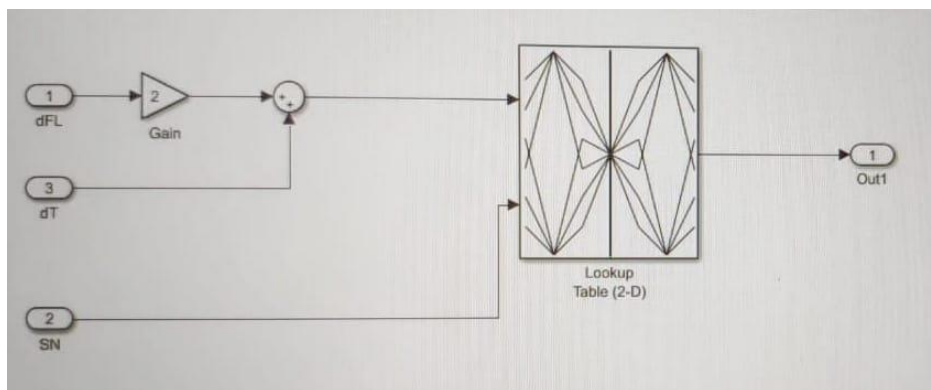 1
dFL
2
Gain
+
+
3
dT
2
SN
Lookup
Table (2-D)
1
Out1